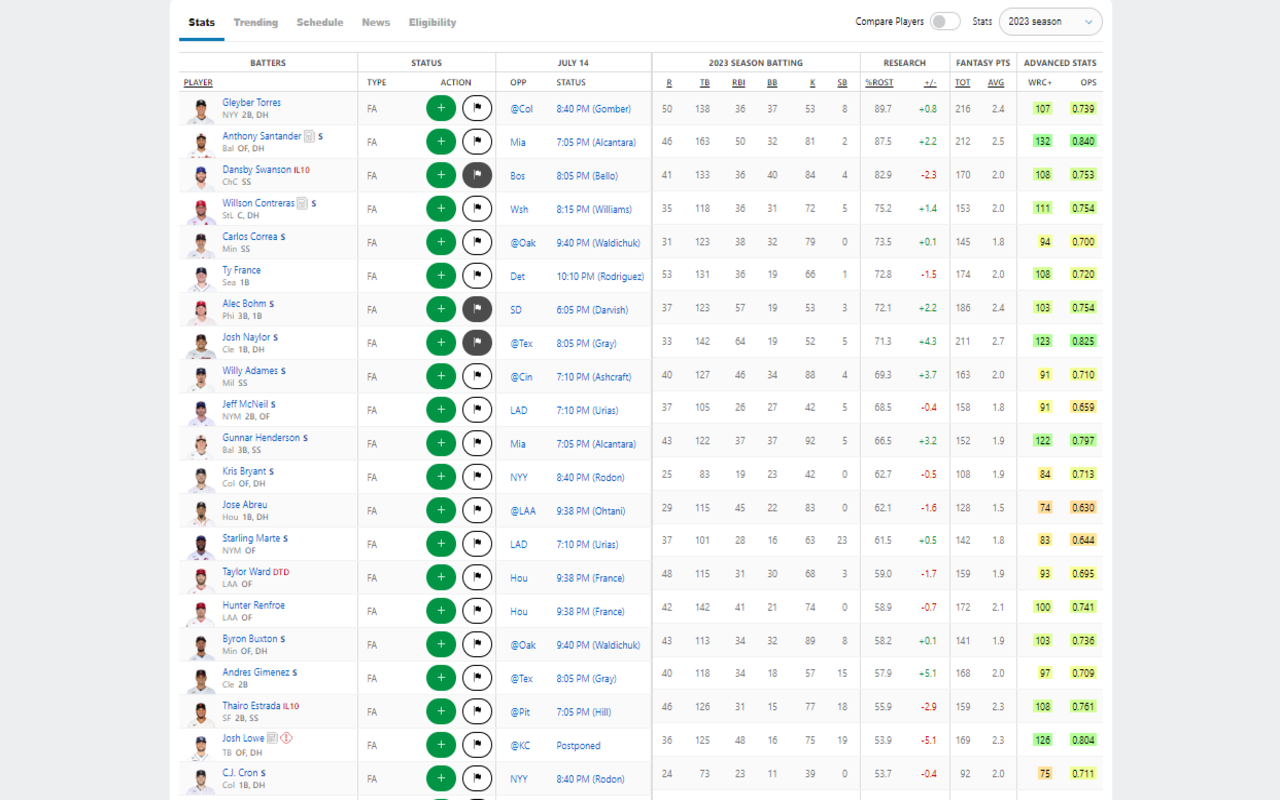 Stats Trending Schedule News Eligibility Compare Players Stats 2023 season
BATTERS STATUS JULY 14 2023 SEASON BATTING RESEARCH FANTASY PTS ADVANCED STATS
PLAYER TYPE ACTION OPP STATUS R TB RBI BB K SB %ROST +/- TOT AVG WRC+ OPS
Gleyber Torres
NYY 2B, DH FA @Col 8:40 PM (Gomber) 50 138 36 37 53 8 89.7 +0.8 216 2.4 107 0.739
Anthony Santander S
Bal OF, DH FA Mia 7:05 PM (Alcantara) 46 163 50 32 81 2 87.5 +2.2 212 2.5 132 0.840
Dansby Swanson IL10
ChC SS FA Bos 8:05 PM (Bello) 41 133 36 40 84 4 82.9 -2.3 170 2.0 108 0.753
Willson Contreras S
StL C, DH FA Wsh 8:15 PM (Williams) 35 118 36 31 72 5 75.2 +1.4 153 2.0 111 0.754
Carlos Correa S
Min SS FA @Oak 9:40 PM (Waldichuk) 31 123 38 32 79 0 73.5 +0.1 145 1.8 94 0.700
Ty France
Sea 1B FA Det 10:10 PM (Rodriguez) 53 131 36 19 66 1 72.8 -1.5 174 2.0 108 0.720
Alec Bohm S
Phi 3B, 1B FA SD 6:05 PM (Darvish) 37 123 57 19 53 3 72.1 +2.2 186 2.4 103 0.754
Josh Naylor S
Cle 1B, DH FA @Tex 8:05 PM (Gray) 33 142 64 19 52 5 71.3 +4.3 211 2.7 123 0.825
Willy Adames S
Mil SS FA @Cin 7:10 PM (Ashcraft) 40 127 46 34 88 4 69.3 +3.7 163 2.0 91 0.710
Jeff McNeil S
NYM 2B, OF FA LAD 7:10 PM (Urias) 37 105 26 27 42 5 68.5 -0.4 158 1.8 91 0.659
Gunnar Henderson S
Bal 3B, SS FA Mia 7:05 PM (Alcantara) 43 122 37 37 92 5 66.5 +3.2 152 1.9 122 0.797
Kris Bryant S
Col OF, DH FA NYY 8:40 PM (Rodon) 25 83 19 23 42 0 62.7 -0.5 108 1.9 84 0.713
Jose Abreu
Hou 1B, DH FA @LAA 9:38 PM (Ohtani) 29 115 45 22 83 0 62.1 -1.6 128 1.5 74 0.630
Starling Marte S
NYM OF FA LAD 7:10 PM (Urias) 37 101 28 16 63 23 61.5 +0.5 142 1.8 83 0.644
Taylor Ward DTD
LAA OF FA Hou 9:38 PM (France) 48 115 31 30 68 3 59.0 -1.7 159 1.9 93 0.695
Hunter Renfroe
LAA OF FA Hou 9:38 PM (France) 42 142 41 21 74 0 58.9 -0.7 172 2.1 100 0.741
Byron Buxton S
Min OF, DH FA @Oak 9:40 PM (Waldichuk) 43 113 34 32 89 8 58.2 +0.1 141 1.9 103 0.736
Andres Gimenez S
Cle 2B FA @Tex 8:05 PM (Gray) 40 118 34 18 57 15 57.9 +5.1 168 2.0 97 0.709
Thairo Estrada IL10
SF 2B, SS FA @Pit 7:05 PM (Hill) 46 126 31 15 77 18 55.9 -2.9 159 2.3 108 0.761
Josh Lowe
TB OF, DH FA @KC Postponed 36 125 48 16 75 19 53.9 -5.1 169 2.3 126 0.804
C.J. Cron S
Col 1B, DH FA NYY 8:40 PM (Rodon) 24 73 23 11 39 0 53.7 -0.4 92 2.0 75 0.711